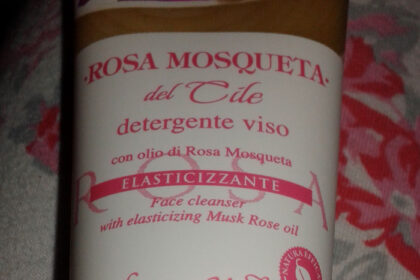 ·ROSA MOSQUETA·
del Cile
detergente viso
con olio di Rosa Mosqueta
ROSA
ELASTICIZZANTE
Face cleanser
with elasticizing Musk Rose oil